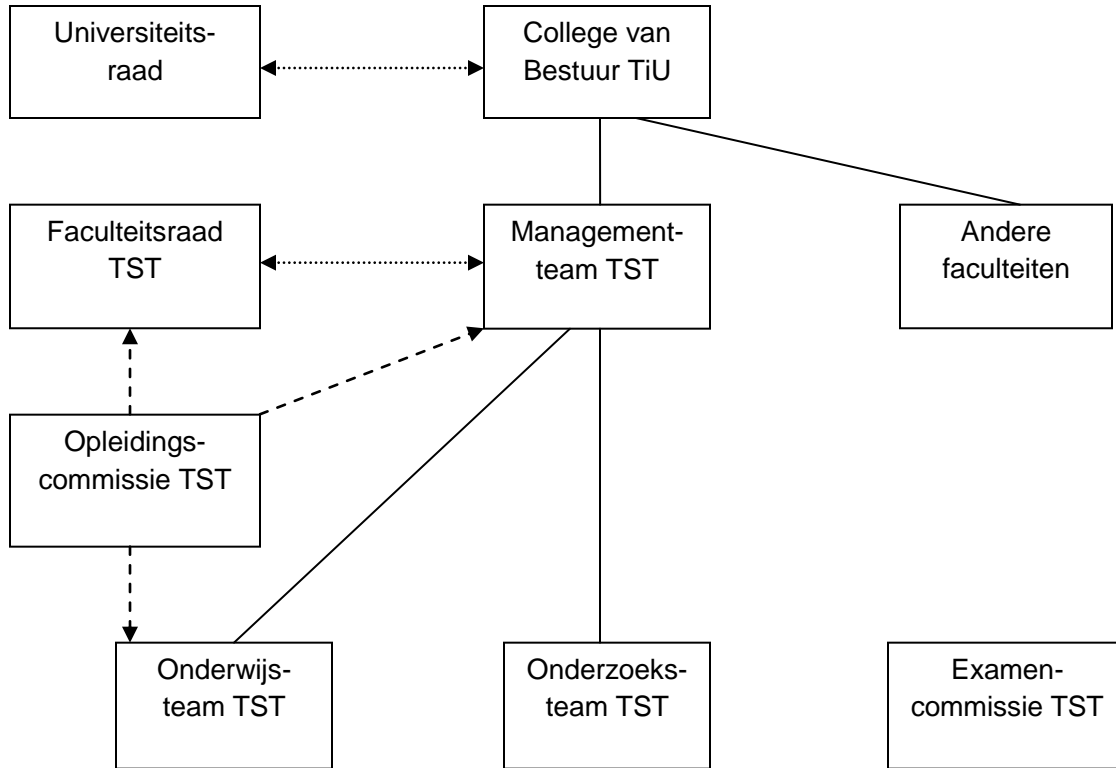 Universiteits-
raad
College van
Bestuur TiU
Faculteitsraad
TST
Management-
team TST
Andere
faculteiten
Opleidings-
commissie TST
Onderwijs-
team TST
Onderzoeks-
team TST
Examen-
commissie TST